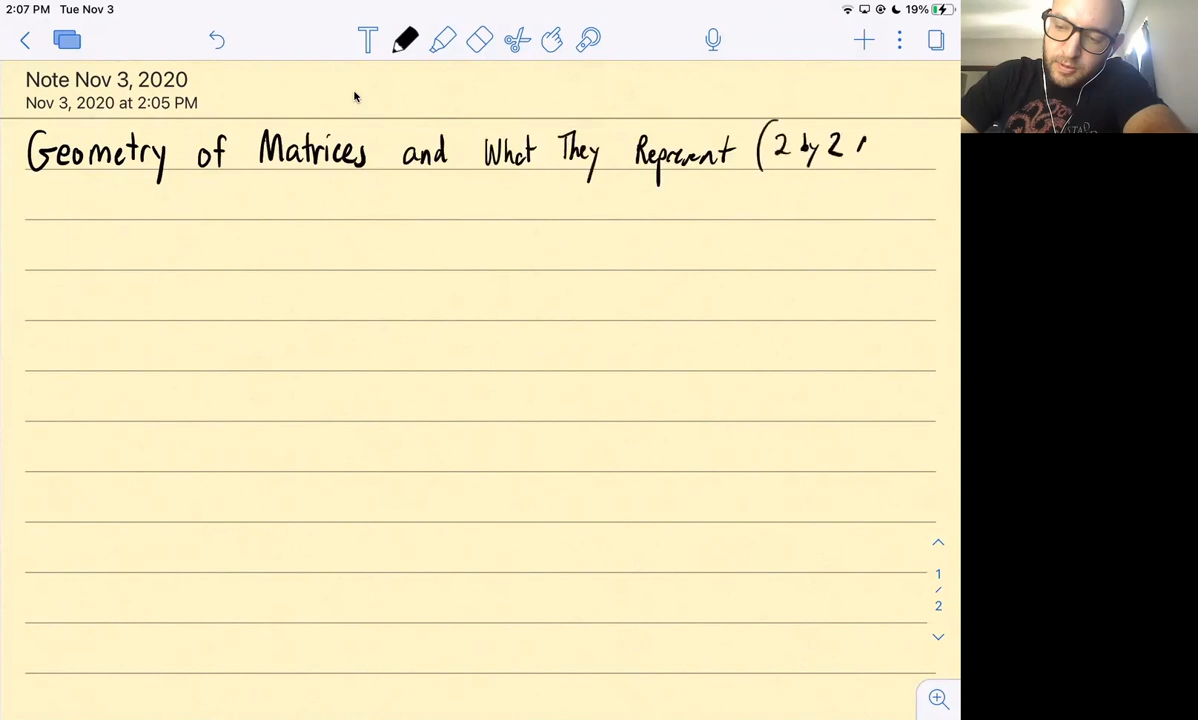 2:07 PM Tue Nov 3 19%
T
Note Nov 3, 2020
Nov 3, 2020 at 2:05 PM
Geometry of Matrices and What They Represent (2 by 2
1
/
2